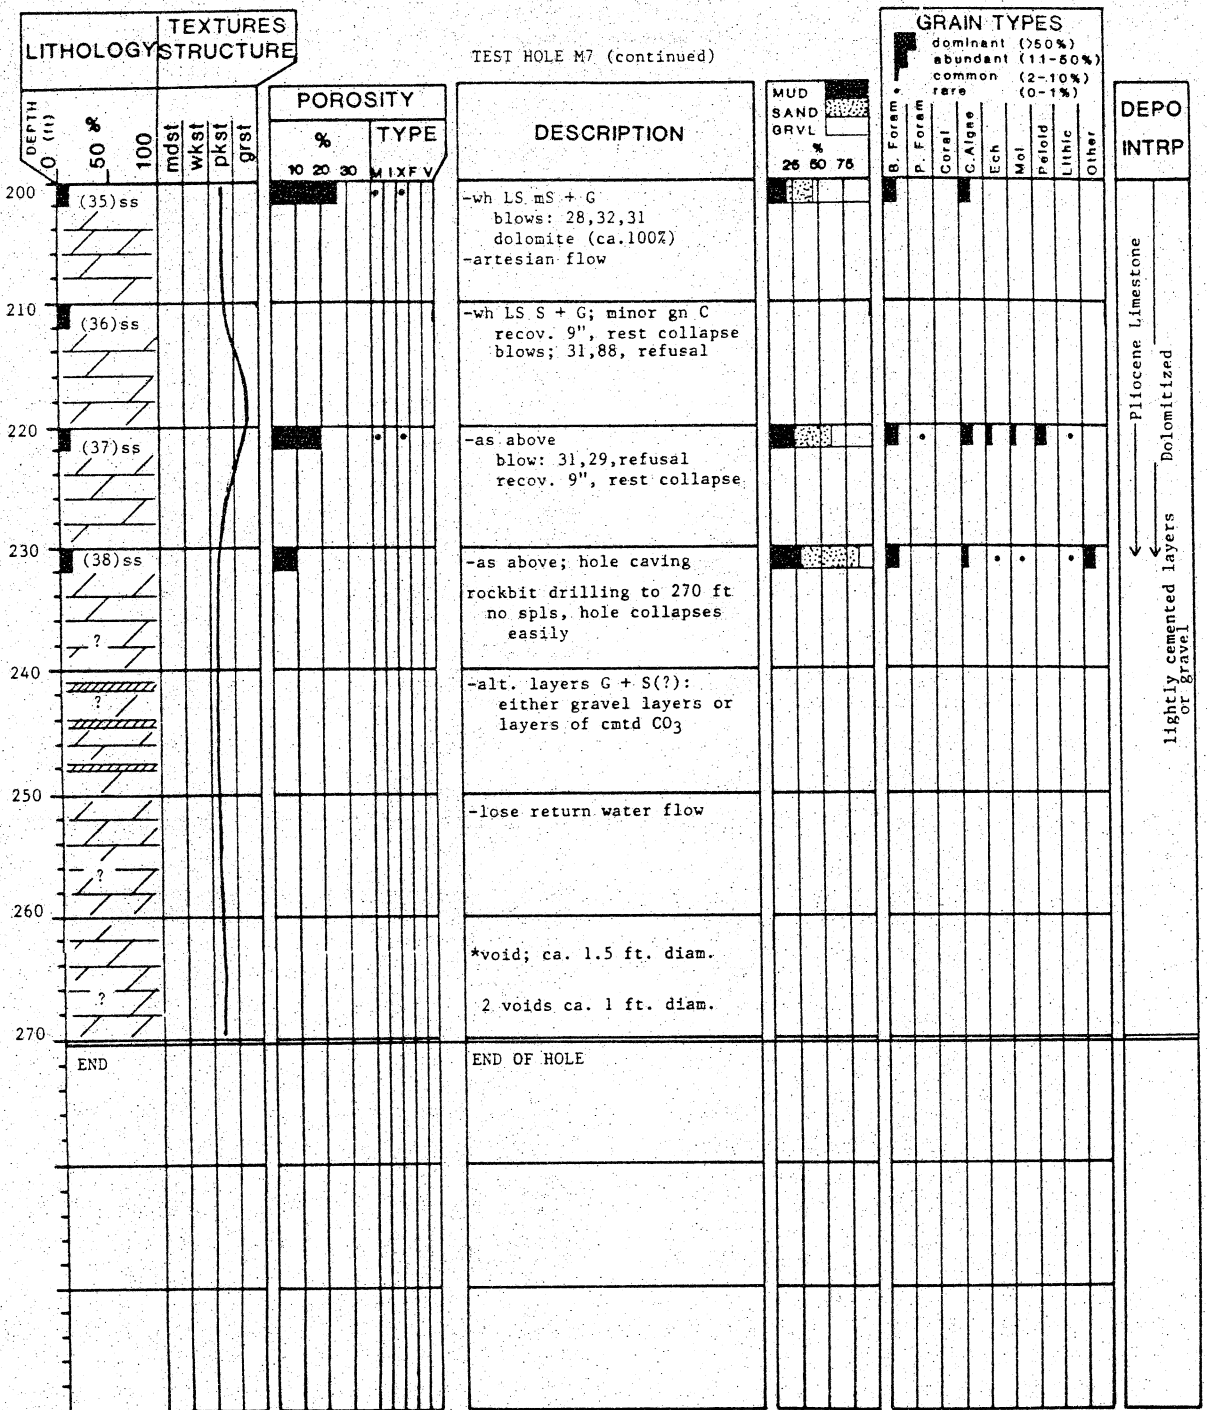 TEST HOLE M7 (continued)
LITHOLOGY
TEXTURES
STRUCTURE
GRAIN TYPES
dominant (>50%)
abundant (11-50%)
common (2-10%)
rare (0-1%)
DEPTH (ft)
%
0 50 100
mdst
wkst
pkst
grst
POROSITY
%
TYPE
10 20 30
M I X F V
DESCRIPTION
MUD
SAND
GRVL
%
25 50 75
B. Foram
P. Foram
Coral
C. Algae
Ech
Mol
Peloid
Lithic
Other
DEPO
INTRP
200
(35)ss
-wh LS mS + G
blows: 28,32,31
dolomite (ca.100%)
-artesian flow
210
(36)ss
-wh LS S + G; minor gn C
recov. 9", rest collapse
blows; 31,88, refusal
220
(37)ss
-as above
blow: 31,29,refusal
recov. 9", rest collapse
230
(38)ss
-as above; hole caving
rockbit drilling to 270 ft
no spls, hole collapses
easily
?
240
?
-alt. layers G + S(?):
either gravel layers or
layers of cmtd CO3
250
-lose return water flow
?
260
*void; ca. 1.5 ft. diam.
?
2 voids ca. 1 ft. diam.
270
END
END OF HOLE
Pliocene Limestone
Dolomitized
lightly cemented layers
or gravel